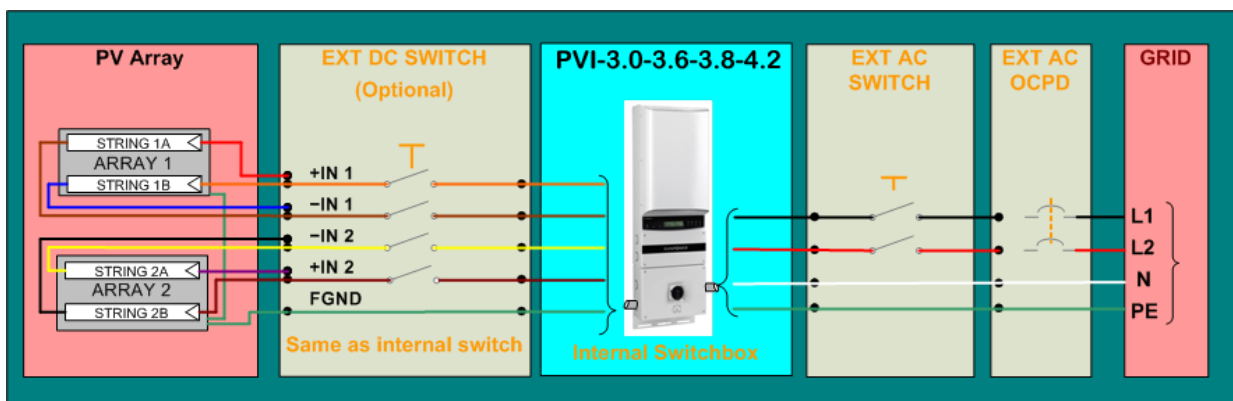 PV Array
STRING 1A
ARRAY 1
STRING 1B
STRING 2A
ARRAY 2
STRING 2B
EXT DC SWITCH
(Optional)
+IN 1
−IN 1
−IN 2
+IN 2
FGND
Same as internal switch
PVI-3.0-3.6-3.8-4.2
Internal Switchbox
EXT AC
SWITCH
EXT AC
OCPD
GRID
L1
L2
N
PE